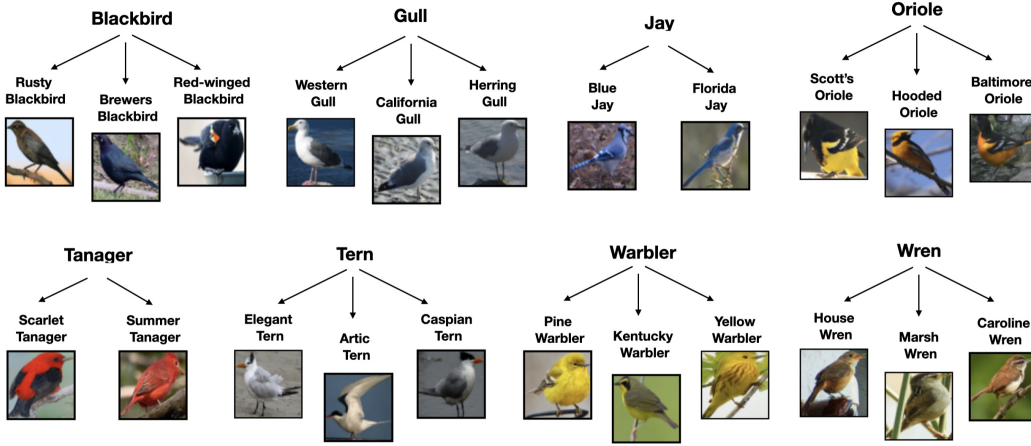 Blackbird
Rusty
Blackbird
Brewers
Blackbird
Red-winged
Blackbird
Gull
Western
Gull
California
Gull
Herring
Gull
Jay
Blue
Jay
Florida
Jay
Oriole
Scott's
Oriole
Hooded
Oriole
Baltimore
Oriole
Tanager
Scarlet
Tanager
Summer
Tanager
Tern
Elegant
Tern
Artic
Tern
Caspian
Tern
Warbler
Pine
Warbler
Kentucky
Warbler
Yellow
Warbler
Wren
House
Wren
Marsh
Wren
Caroline
Wren